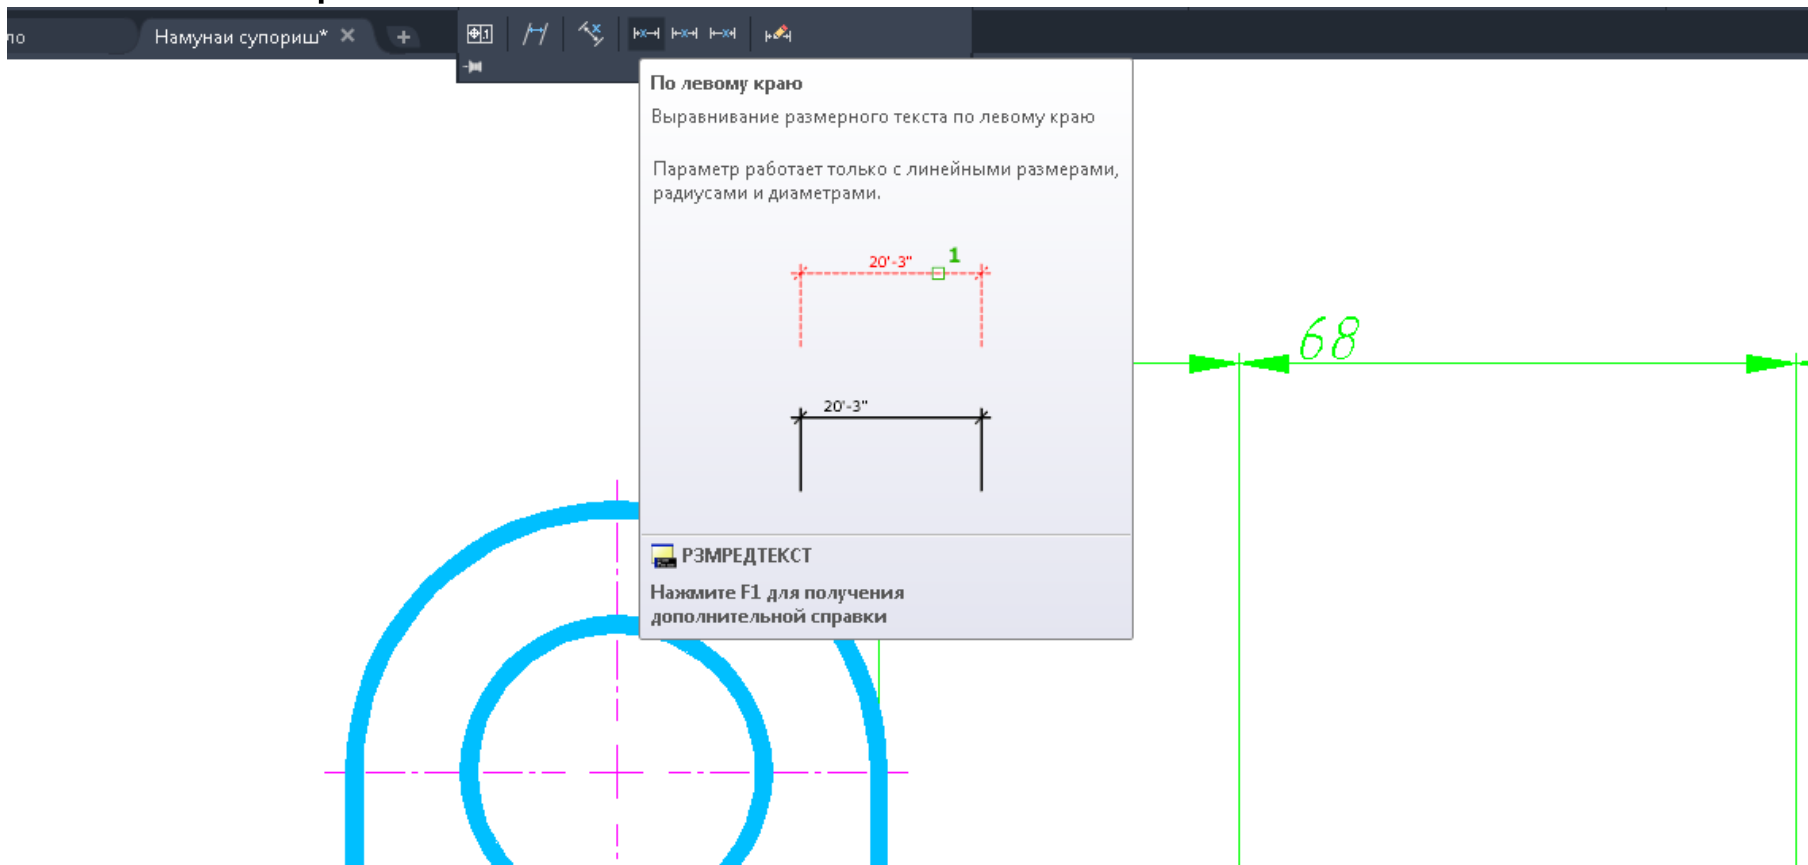 ло
Намунаи супориш*
По левому краю
Выравнивание размерного текста по левому краю
Параметр работает только с линейными размерами,
радиусами и диаметрами.
20'-3"
1
68
20'-3"
РЗМРЕДТЕКСТ
Нажмите F1 для получения
дополнительной справки